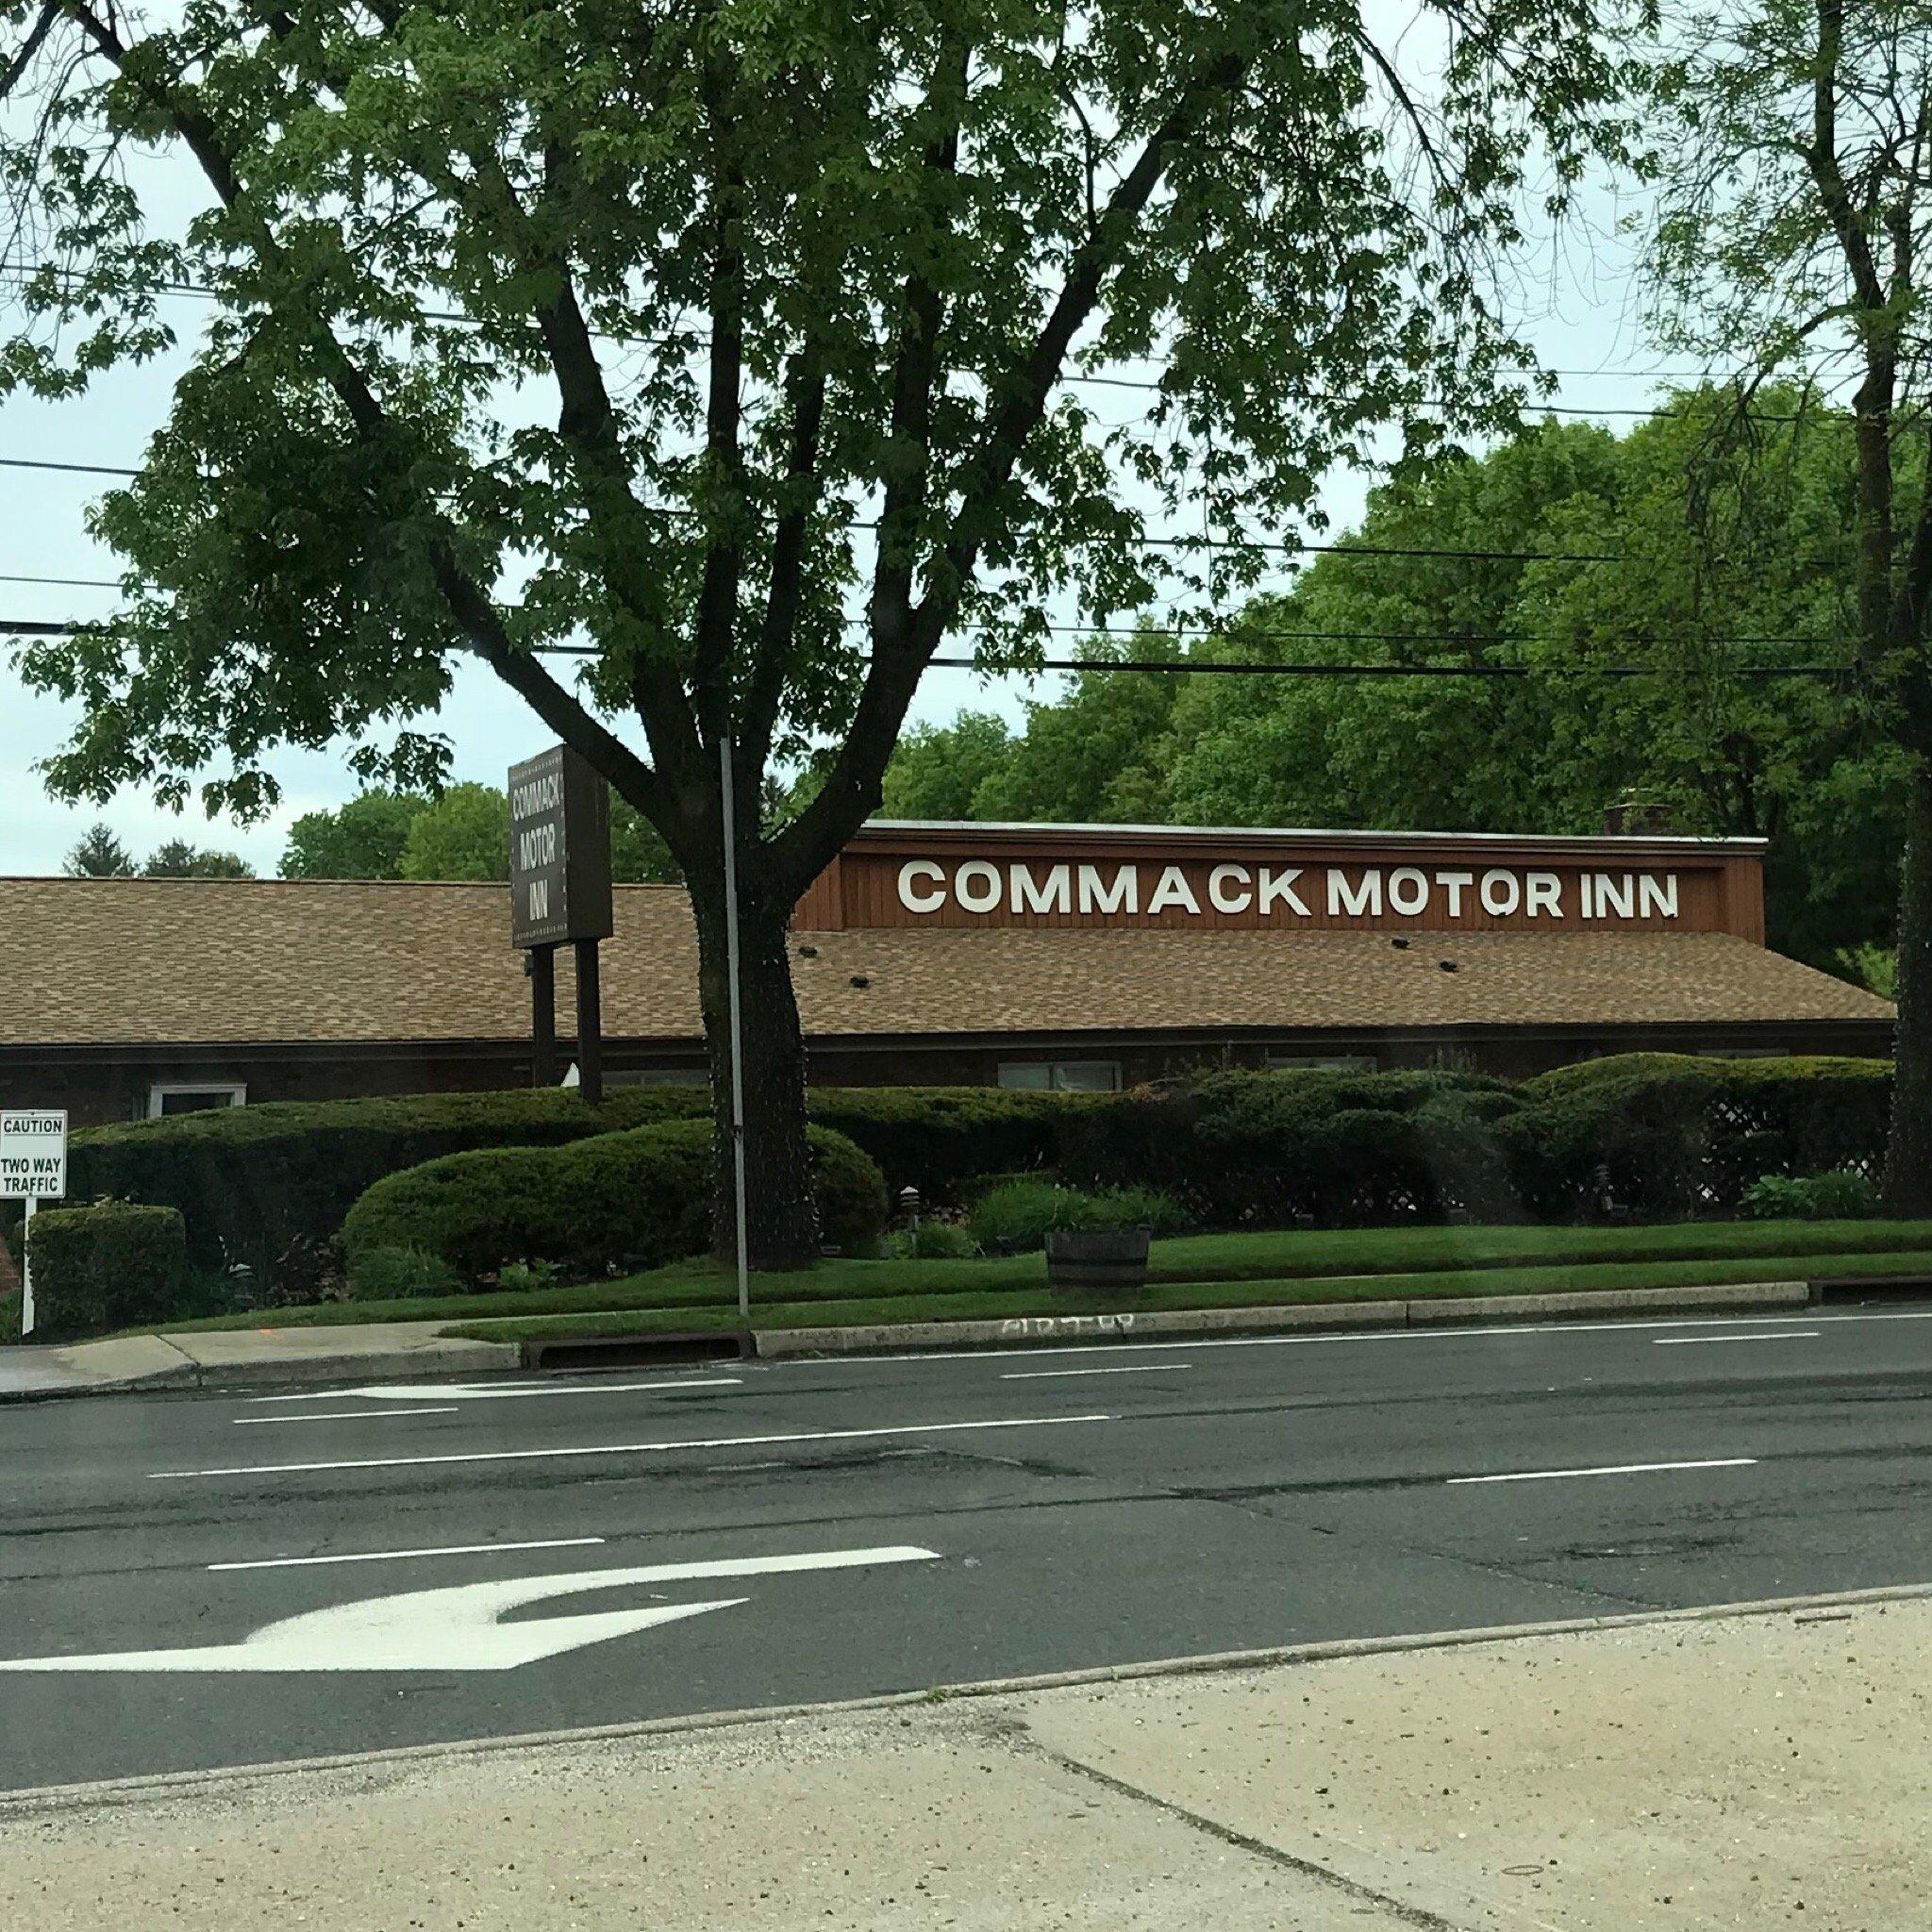 COMMACK
MOTOR
INN
COMMACK MOTOR INN
CAUTION
TWO WAY
TRAFFIC